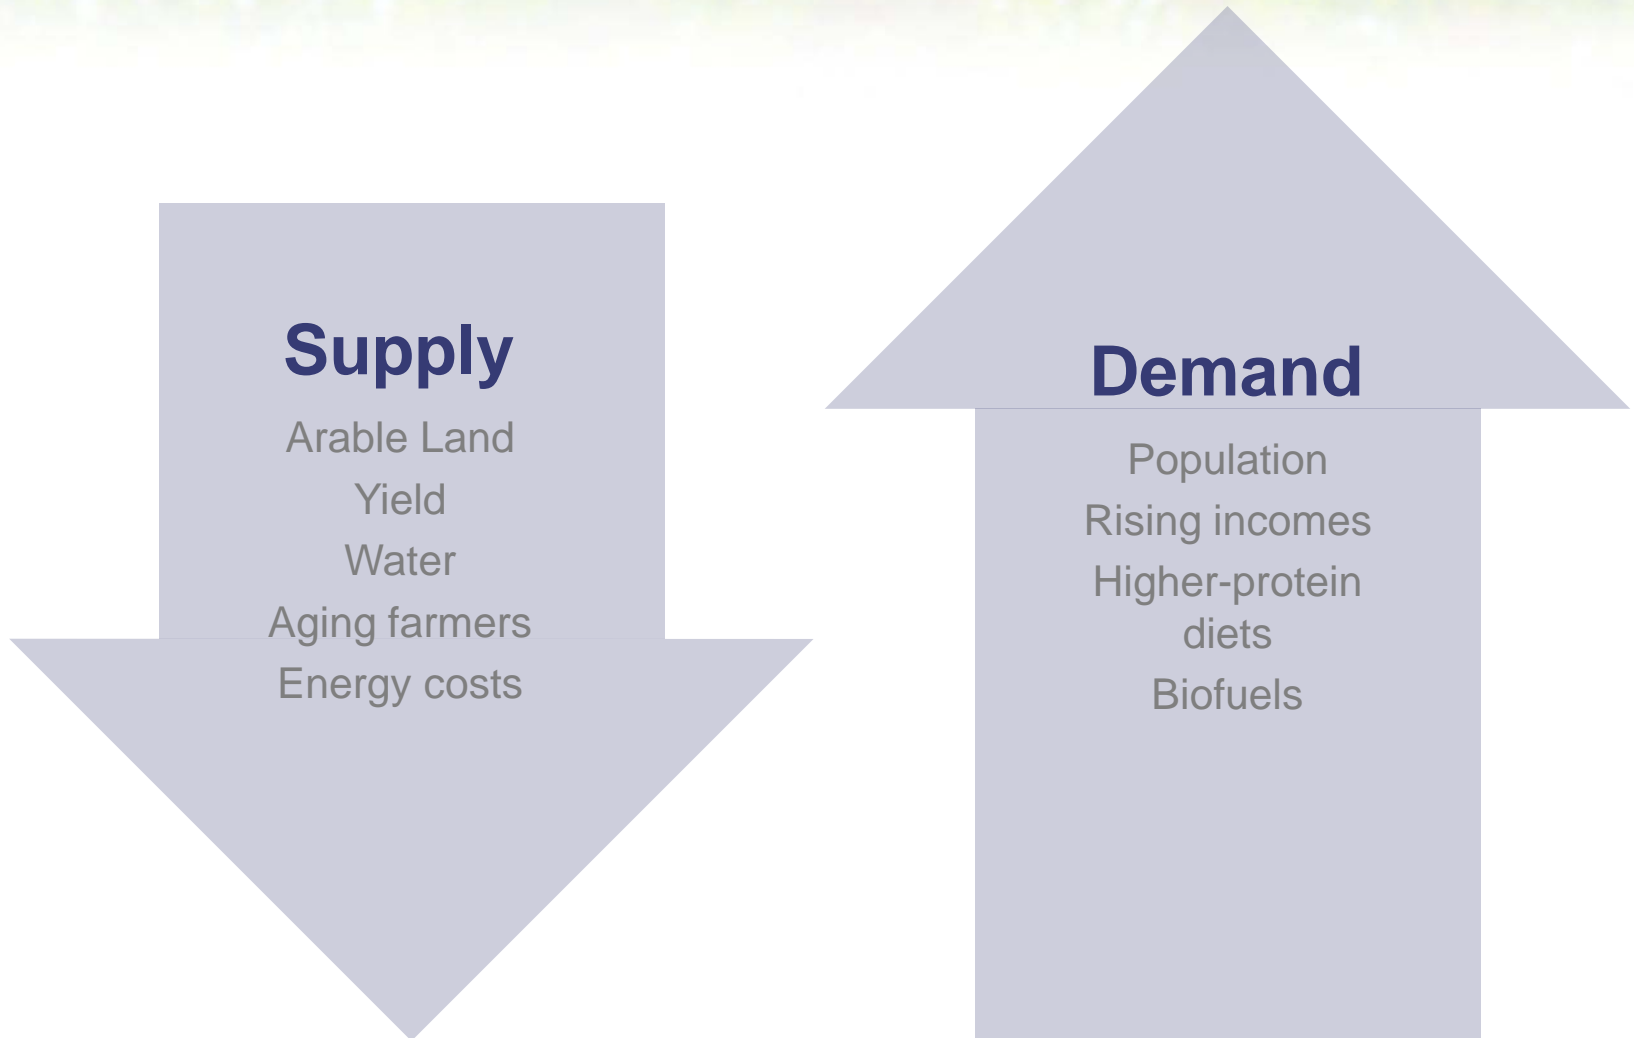 Supply
Arable Land
Yield
Water
Aging farmers
Energy costs
Demand
Population
Rising incomes
Higher-protein
diets
Biofuels